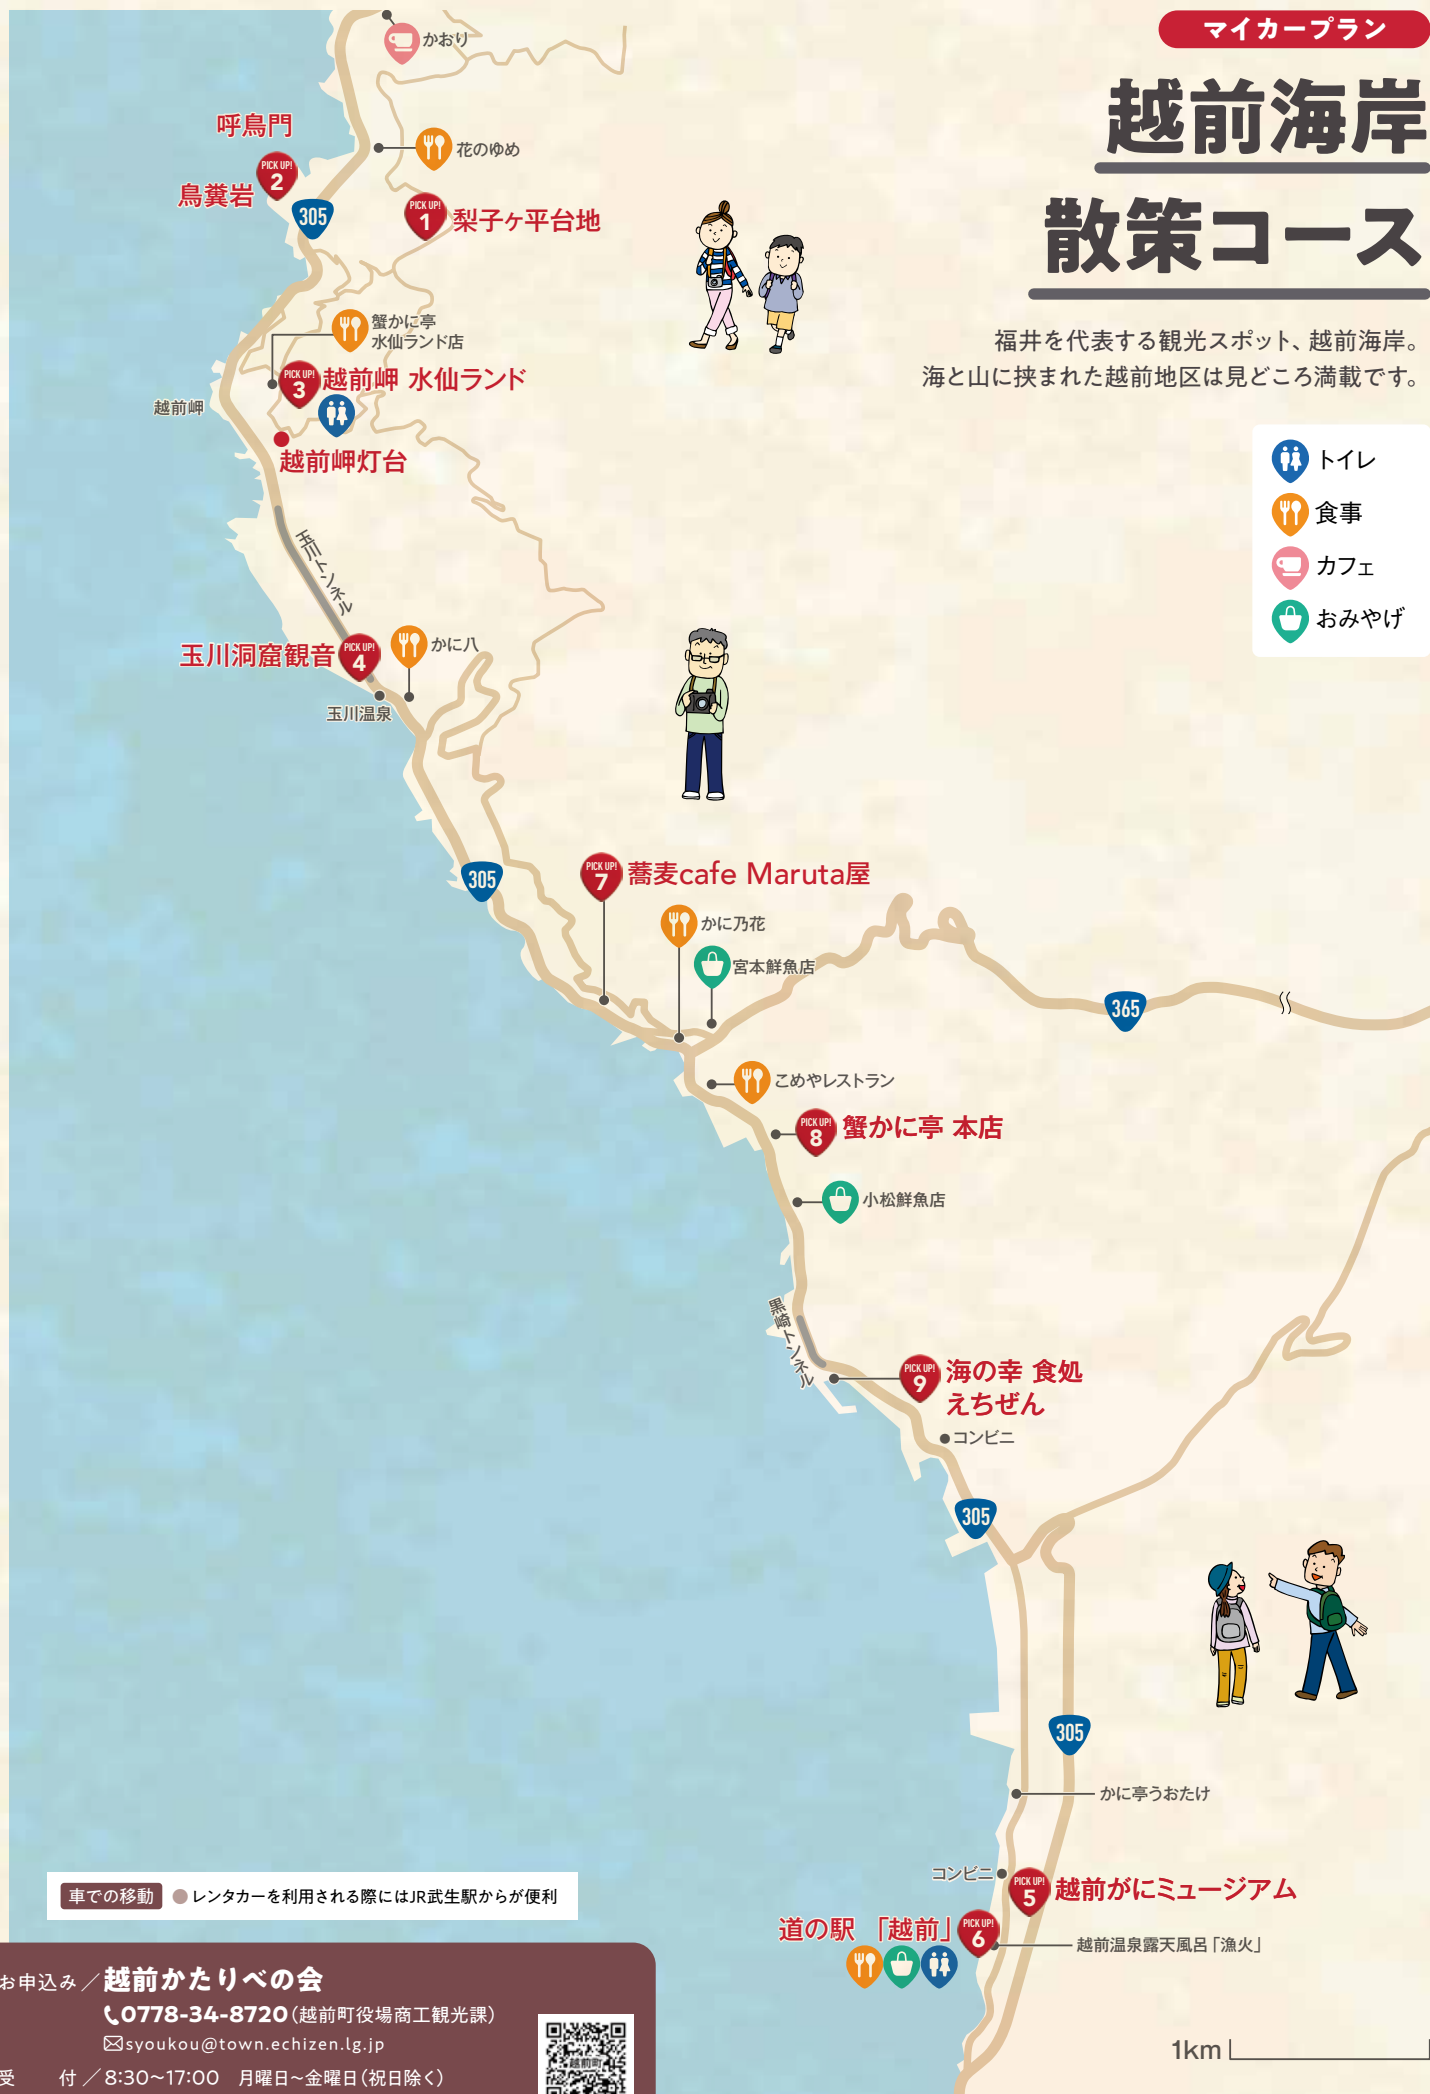 マイカープラン
越前海岸
散策コース
福井を代表する観光スポット、越前海岸。
海と山に挟まれた越前地区は見どころ満載です。
トイレ
食事
カフェ
おみやげ
かおり
呼鳥門
花のゆめ
PICK UP! 2
鳥糞岩
305
PICK UP! 1
梨子ヶ平台地
蟹かに亭
水仙ランド店
PICK UP! 3
越前岬 水仙ランド
越前岬
越前岬灯台
玉川トンネル
玉川洞窟観音
PICK UP! 4
かに八
玉川温泉
305
PICK UP! 7
蕎麦cafe Maruta屋
かに乃花
宮本鮮魚店
365
こめやレストラン
PICK UP! 8
蟹かに亭 本店
小松鮮魚店
黒崎トンネル
PICK UP! 9
海の幸 食処
えちぜん
コンビニ
305
305
かに亭うおたけ
コンビニ
PICK UP! 5
越前がにミュージアム
道の駅 「越前」
PICK UP! 6
越前温泉露天風呂「漁火」
車での移動 ●レンタカーを利用される際にはJR武生駅からが便利
お申込み／越前かたりべの会
0778-34-8720(越前町役場商工観光課)
syoukou@town.echizen.lg.jp
受 付／8:30~17:00 月曜日~金曜日(祝日除く)
越前町
1km